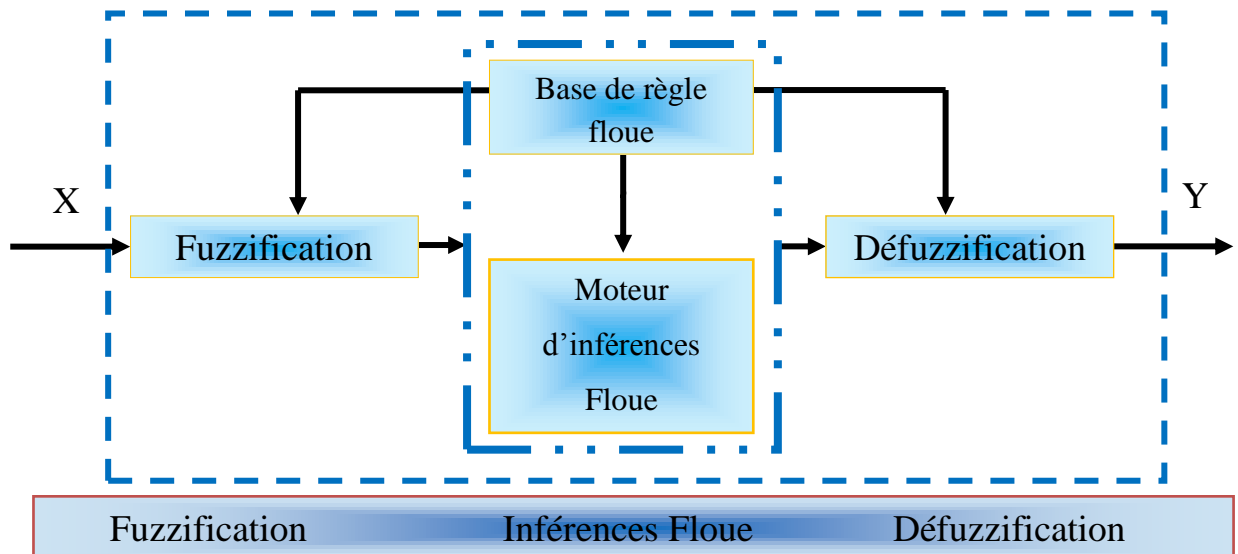 Base de règle
floue
X
Y
Fuzzification
Défuzzification
Moteur
d’inférences
Floue
Fuzzification Inférences Floue Défuzzification